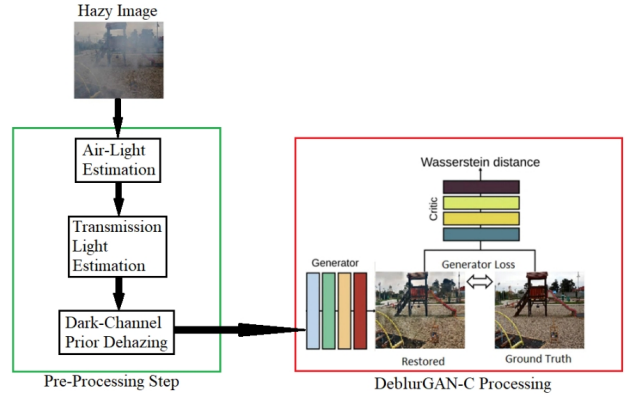 Hazy Image
Air-Light
Estimation
Transmission
Light
Estimation
Dark-Channel
Prior Dehazing
Pre-Processing Step
Wasserstein distance
Critic
Generator
Generator Loss
Restored
Ground Truth
DeblurGAN-C Processing